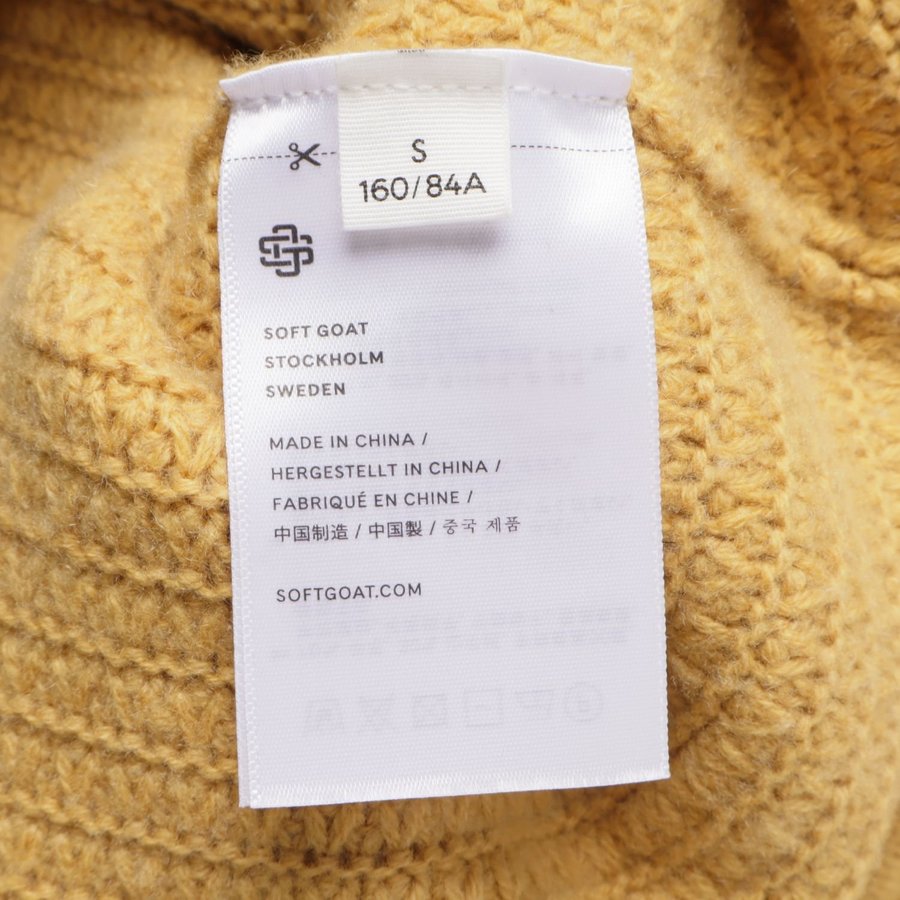 S
160/84A
SOFT GOAT
STOCKHOLM
SWEDEN
MADE IN CHINA /
HERGESTELLT IN CHINA /
FABRIQUÉ EN CHINE /
中国制造 / 中国製 / 중국 제품
SOFTGOAT.COM